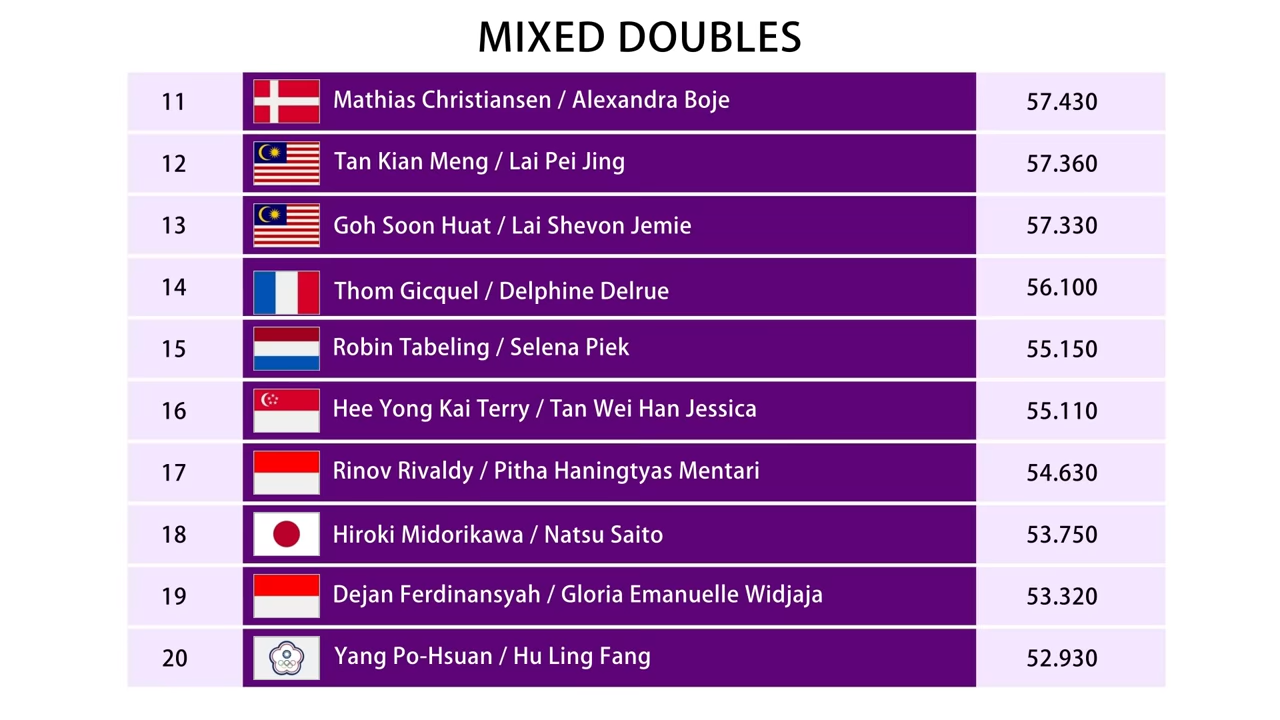 MIXED DOUBLES
11 Mathias Christiansen / Alexandra Boje 57.430
12 Tan Kian Meng / Lai Pei Jing 57.360
13 Goh Soon Huat / Lai Shevon Jemie 57.330
14 Thom Gicquel / Delphine Delrue 56.100
15 Robin Tabeling / Selena Piek 55.150
16 Hee Yong Kai Terry / Tan Wei Han Jessica 55.110
17 Rinov Rivaldy / Pitha Haningtyas Mentari 54.630
18 Hiroki Midorikawa / Natsu Saito 53.750
19 Dejan Ferdinansyah / Gloria Emanuelle Widjaja 53.320
20 Yang Po-Hsuan / Hu Ling Fang 52.930